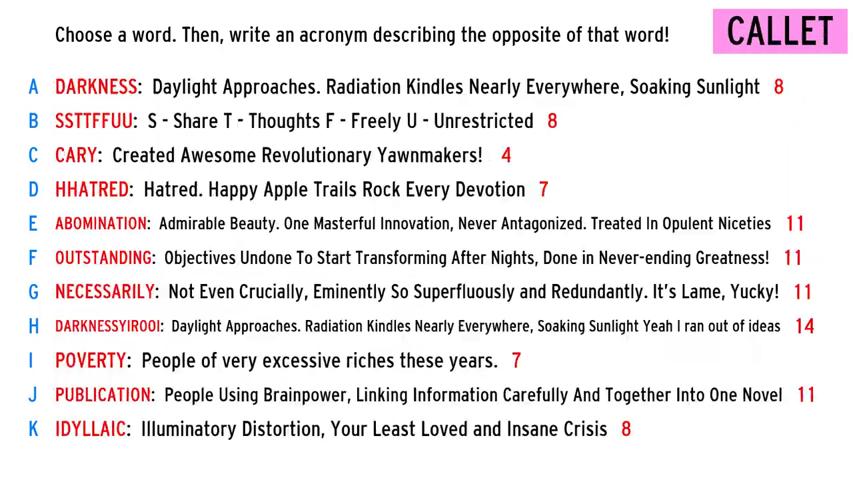 Choose a word. Then, write an acronym describing the opposite of that word!
CALLET
A DARKNESS: Daylight Approaches. Radiation Kindles Nearly Everywhere, Soaking Sunlight 8
B SSTTFFUU: S - Share T - Thoughts F - Freely U - Unrestricted 8
C CARY: Created Awesome Revolutionary Yawnmakers! 4
D HHATRED: Hatred. Happy Apple Trails Rock Every Devotion 7
E ABOMINATION: Admirable Beauty. One Masterful Innovation, Never Antagonized. Treated In Opulent Niceties 11
F OUTSTANDING: Objectives Undone To Start Transforming After Nights, Done in Never-ending Greatness! 11
G NECESSARILY: Not Even Crucially, Eminently So Superfluously and Redundantly. It's Lame, Yucky! 11
H DARKNESSYIROOI: Daylight Approaches. Radiation Kindles Nearly Everywhere, Soaking Sunlight Yeah I ran out of ideas 14
I POVERTY: People of very excessive riches these years. 7
J PUBLICATION: People Using Brainpower, Linking Information Carefully And Together Into One Novel 11
K IDYLLAIC: Illuminatory Distortion, Your Least Loved and Insane Crisis 8